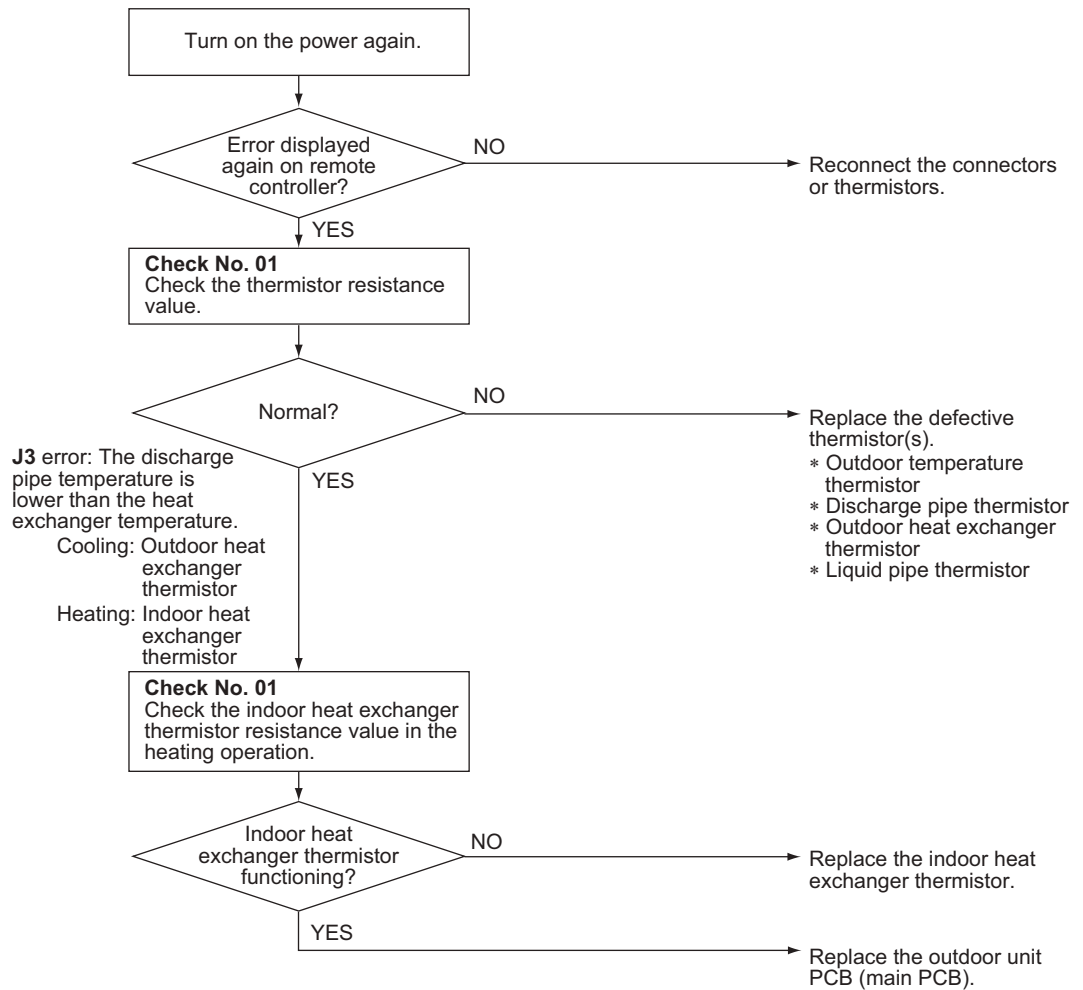 Turn on the power again.
Error displayed
again on remote
controller?
NO
Reconnect the connectors
or thermistors.
YES
Check No. 01
Check the thermistor resistance
value.
Normal?
NO
Replace the defective
thermistor(s).
∗ Outdoor temperature
thermistor
∗ Discharge pipe thermistor
∗ Outdoor heat exchanger
thermistor
∗ Liquid pipe thermistor
YES
J3 error: The discharge
pipe temperature is
lower than the heat
exchanger temperature.
Cooling: Outdoor heat
exchanger
thermistor
Heating: Indoor heat
exchanger
thermistor
Check No. 01
Check the indoor heat exchanger
thermistor resistance value in the
heating operation.
Indoor heat
exchanger thermistor
functioning?
NO
Replace the indoor heat
exchanger thermistor.
YES
Replace the outdoor unit
PCB (main PCB).